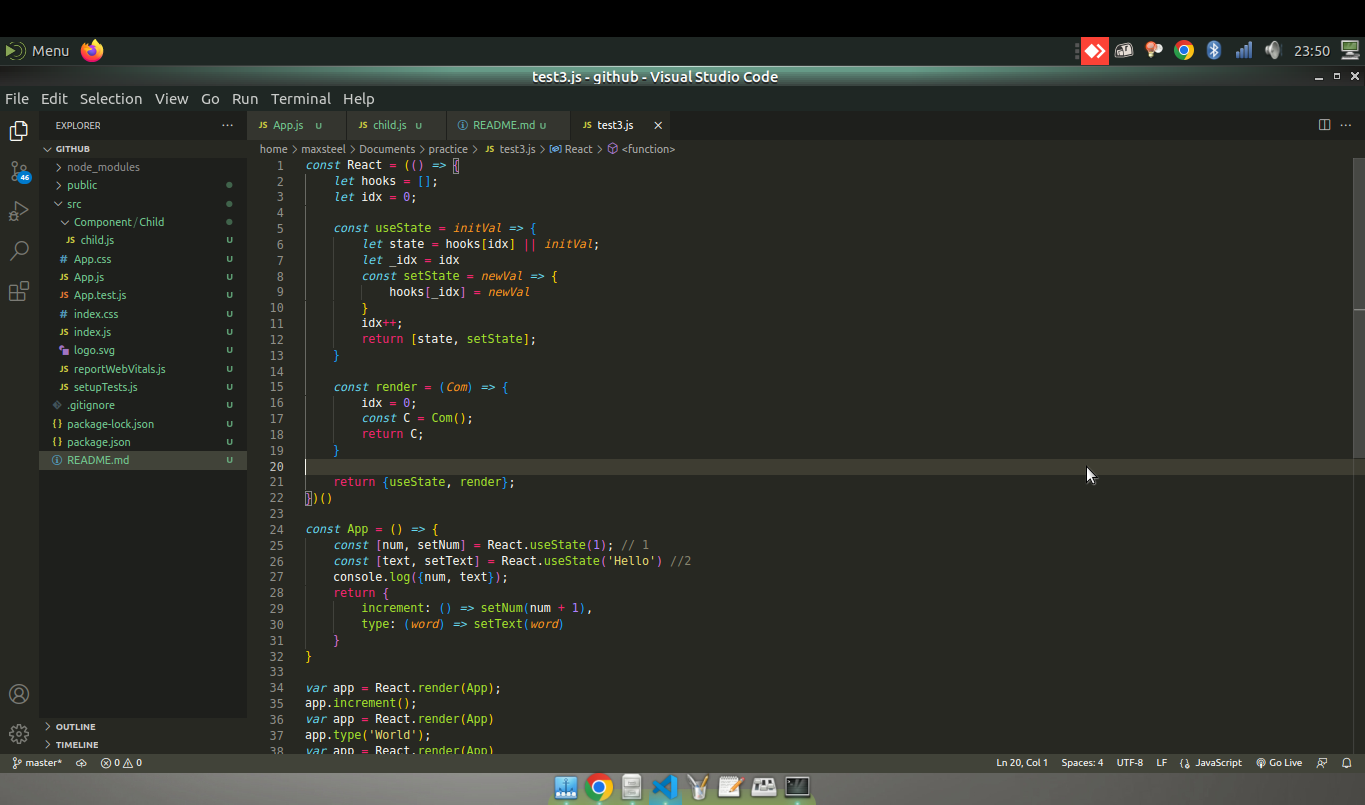 Menu
23:50
test3.js - github - Visual Studio Code
File Edit Selection View Go Run Terminal Help
EXPLORER
GITHUB
node_modules
public
src
Component / Child
child.js U
App.css U
App.js U
App.test.js U
index.css U
index.js U
logo.svg U
reportWebVitals.js U
setupTests.js U
.gitignore U
package-lock.json U
package.json U
README.md U
OUTLINE
TIMELINE
46
JS App.js U JS child.js U README.md U JS test3.js
home > maxsteel > Documents > practice > JS test3.js > React > <function>
1 const React = (() => {
2 let hooks = [];
3 let idx = 0;
4
5 const useState = initVal => {
6 let state = hooks[idx] || initVal;
7 let _idx = idx
8 const setState = newVal => {
9 hooks[_idx] = newVal
10 }
11 idx++;
12 return [state, setState];
13 }
14
15 const render = (Com) => {
16 idx = 0;
17 const C = Com();
18 return C;
19 }
20
21 return {useState, render};
22 })()
23
24 const App = () => {
25 const [num, setNum] = React.useState(1); // 1
26 const [text, setText] = React.useState('Hello') //2
27 console.log({num, text});
28 return {
29 increment: () => setNum(num + 1),
30 type: (word) => setText(word)
31 }
32 }
33
34 var app = React.render(App);
35 app.increment();
36 var app = React.render(App)
37 app.type('World');
38 var app = React.render(App)
master* 0 0 Ln 20, Col 1 Spaces: 4 UTF-8 LF JavaScript Go Live